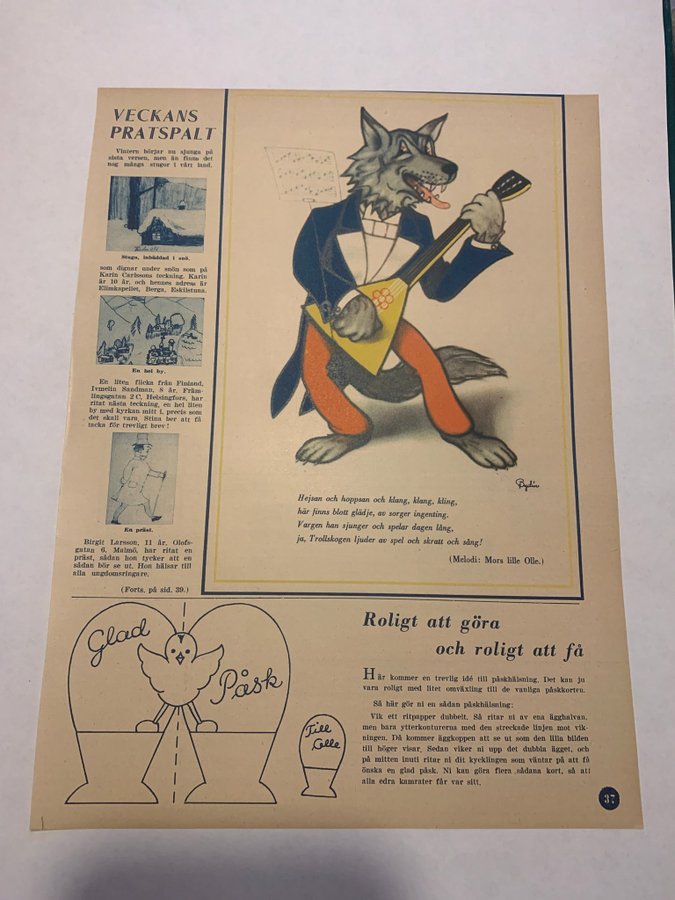 VECKANS
PRATSPALT
Vintern börjar nu sjunga på
sista versen, men än finns det
nog många stugor i vårt land,
Stuga, inbäddad i snö.
som dignar under snön som på
Karin Carlssons teckning. Karin
är 10 år, och hennes adress är
Elimkapellet, Berga, Eskilstuna.
En hel by.
En liten flicka från Finland,
Sandman, 8 år, Främ-
lingsgatan 2 C, Helsingfors, har
ritat nästa teckning, en hel liten
by med kyrkan mitt i, precis som
det skall vara. Stina ber att få
tacka för trevligt brev!
En präst.
Birgit Larsson, 11 år, Olofs-
gatan 6, Malmö, har ritat en
präst, sådan hon tycker att en
sådan bör se ut. Hon hälsar till
alla ungdomsringare.
(Forts. på sid. 39.)
Hejsan och hoppsan och klang, klang, kling,
här finns blott glädje, av sorger ingenting.
Vargen han sjunger och spelar dagen lång,
ja, Trollskogen ljuder av spel och skratt och sång!
(Melodi: Mors lille Olle.)
Glad
Påsk
Till
Olle
Roligt att göra
och roligt att få
Här kommer en trevlig idé till påskhälsning. Det kan ju
vara roligt med litet omväxling till de vanliga påskkorten.
Så här gör ni en sådan påskhälsning:
Vik ett ritpapper dubbelt. Så ritar ni av ena ägghalvan,
men bara ytterkonturerna med den streckade linjen mot vik-
ningen. Då kommer äggkoppen att se ut som den lilla bilden
till höger visar. Sedan viker ni upp det dubbla ägget, och
på mitten inuti ritar ni dit kycklingen som väntar på att få
önska en glad påsk. Ni kan göra flera sådana kort, så att
alla edra kamrater får var sitt.
37